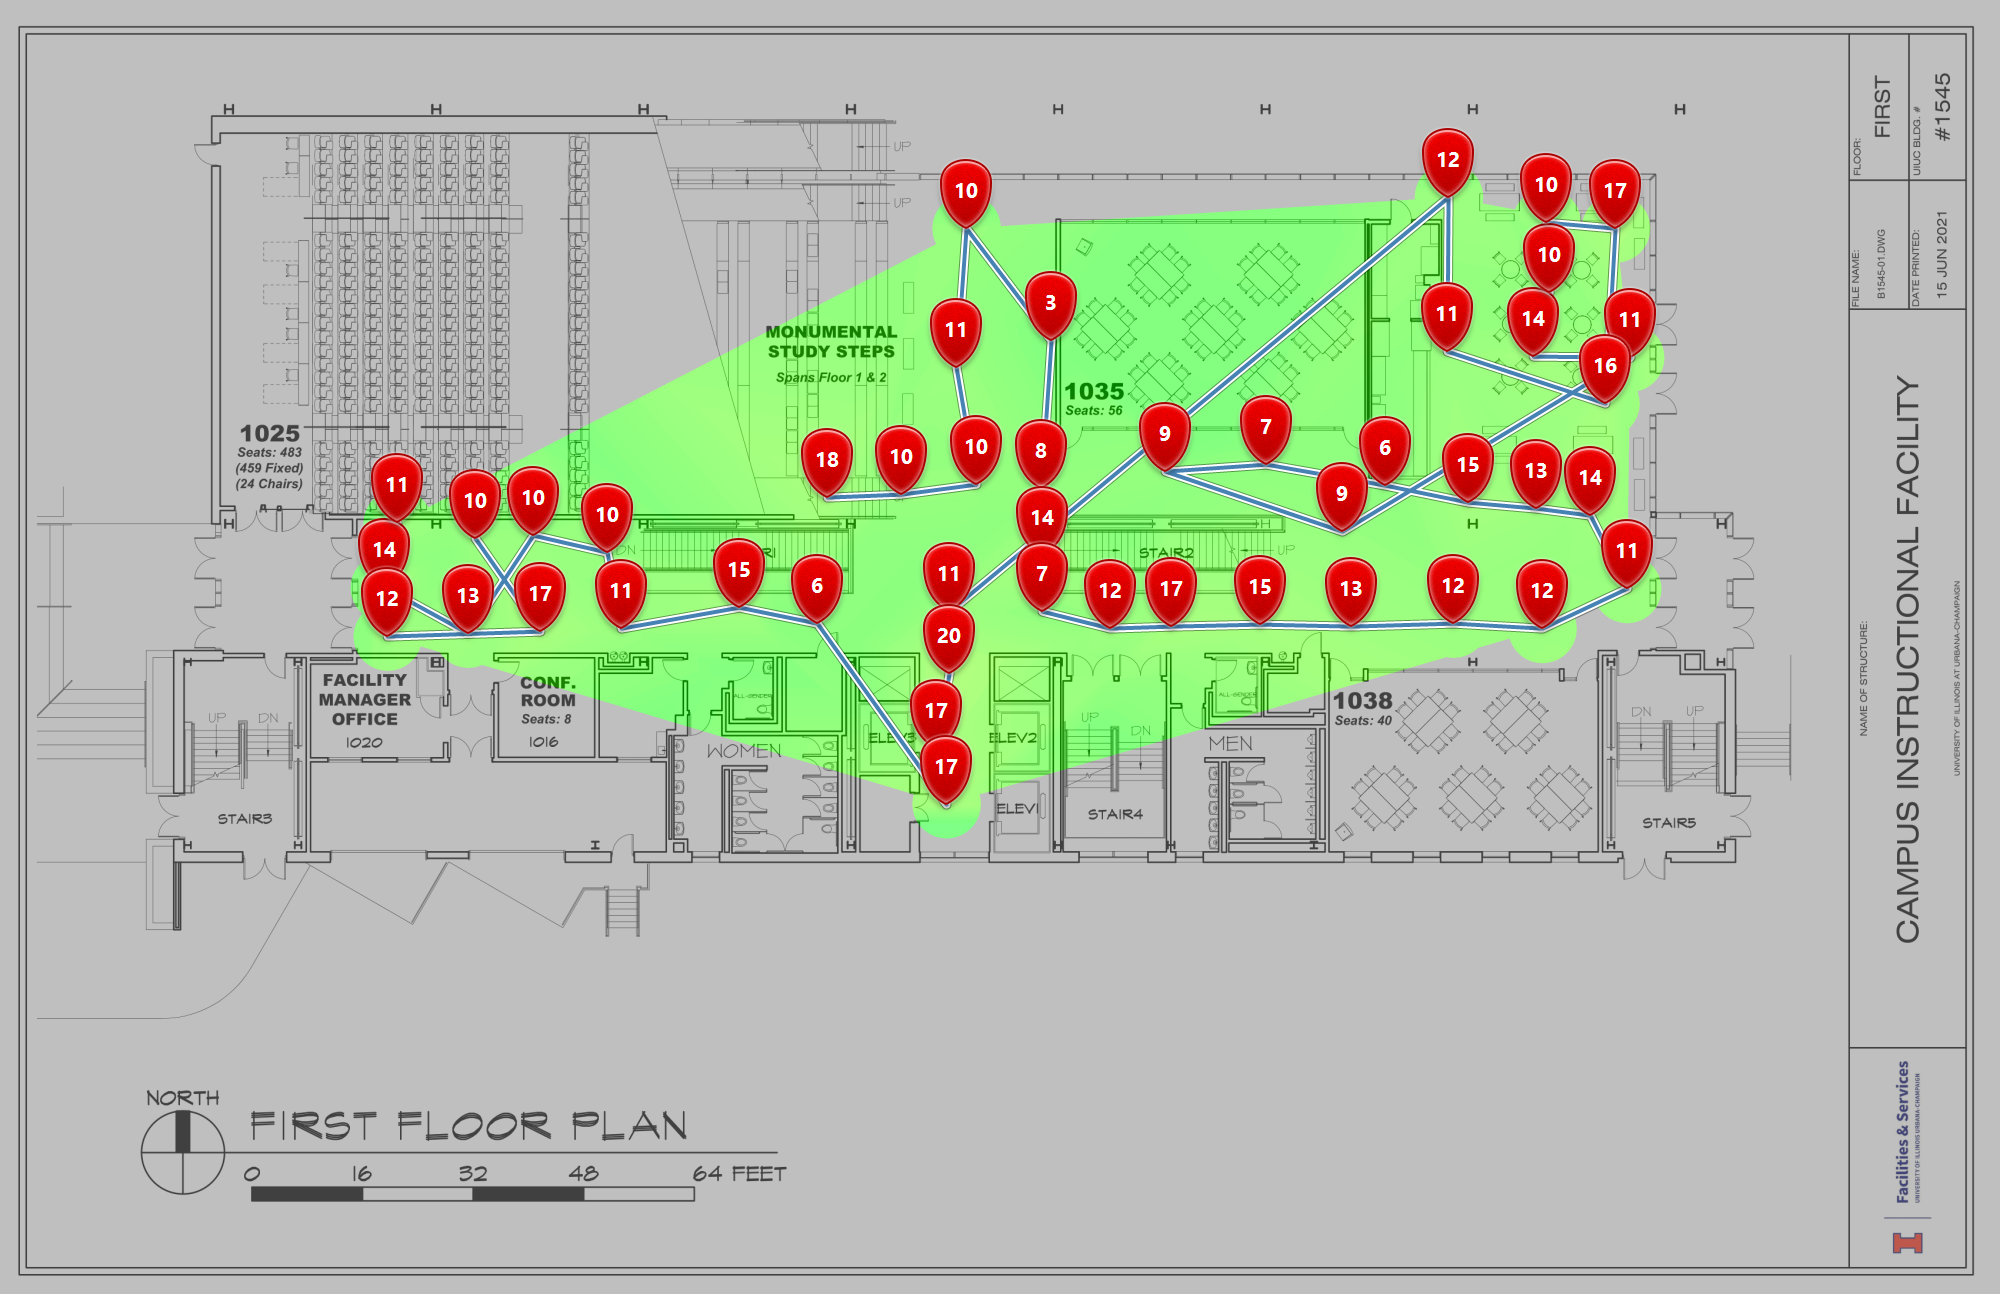 UP
UP
12
10
17
10
10
3
11
11
14
11
16
MONUMENTAL
STUDY STEPS
Spans Floor 1 & 2
1035
Seats: 56
1025
Seats: 483
(459 Fixed)
(24 Chairs)
18
10
10
8
9
7
6
9
15
13
14
11
10
10
10
14
14
12
13
17
11
DN
R1
15
6
11
20
17
17
7
STAIR2
UP
12
17
15
13
12
12
11
FACILITY
MANAGER
OFFICE
1020
CONF.
ROOM
Seats: 8
1016
UP
DN
STAIR3
WOMEN
ALL-GENDER
ELEV3
ELEV2
ELEV1
UP
DN
STAIR4
MEN
ALL-GENDER
1038
Seats: 40
DN
UP
STAIR5
NORTH
FIRST FLOOR PLAN
0 16 32 48 64 FEET
FLOOR:
FIRST
UIUC BLDG. #
#1545
FILE NAME:
B1545-01.DWG
DATE PRINTED:
15 JUN 2021
NAME OF STRUCTURE:
CAMPUS INSTRUCTIONAL FACILITY
UNIVERSITY OF ILLINOIS AT URBANA-CHAMPAIGN
Facilities & Services
UNIVERSITY OF ILLINOIS URBANA-CHAMPAIGN